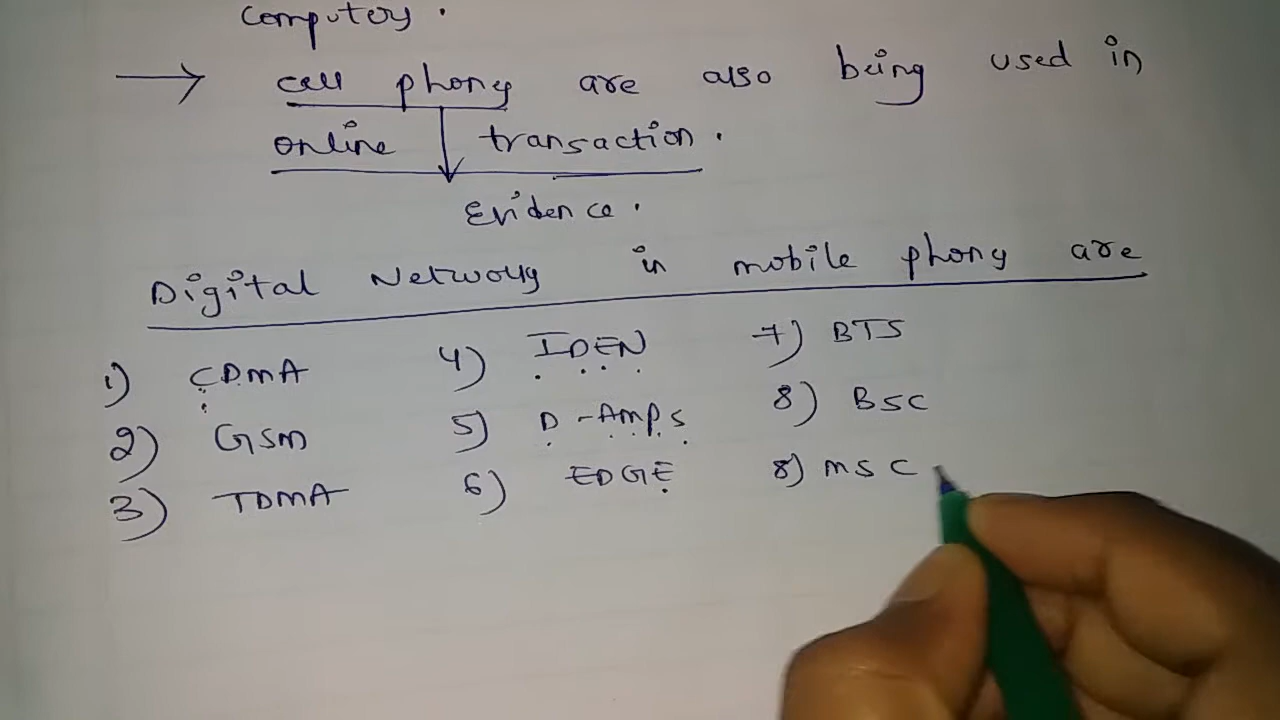 computers.
→ cell phones are also being used in
online transaction.
Evidence.
Digital Networks in mobile phones are
1) CDMA
2) GSM
3) TDMA
4) IDEN
5) D-AMPS
6) EDGE
7) BTS
8) BSC
8) MSC